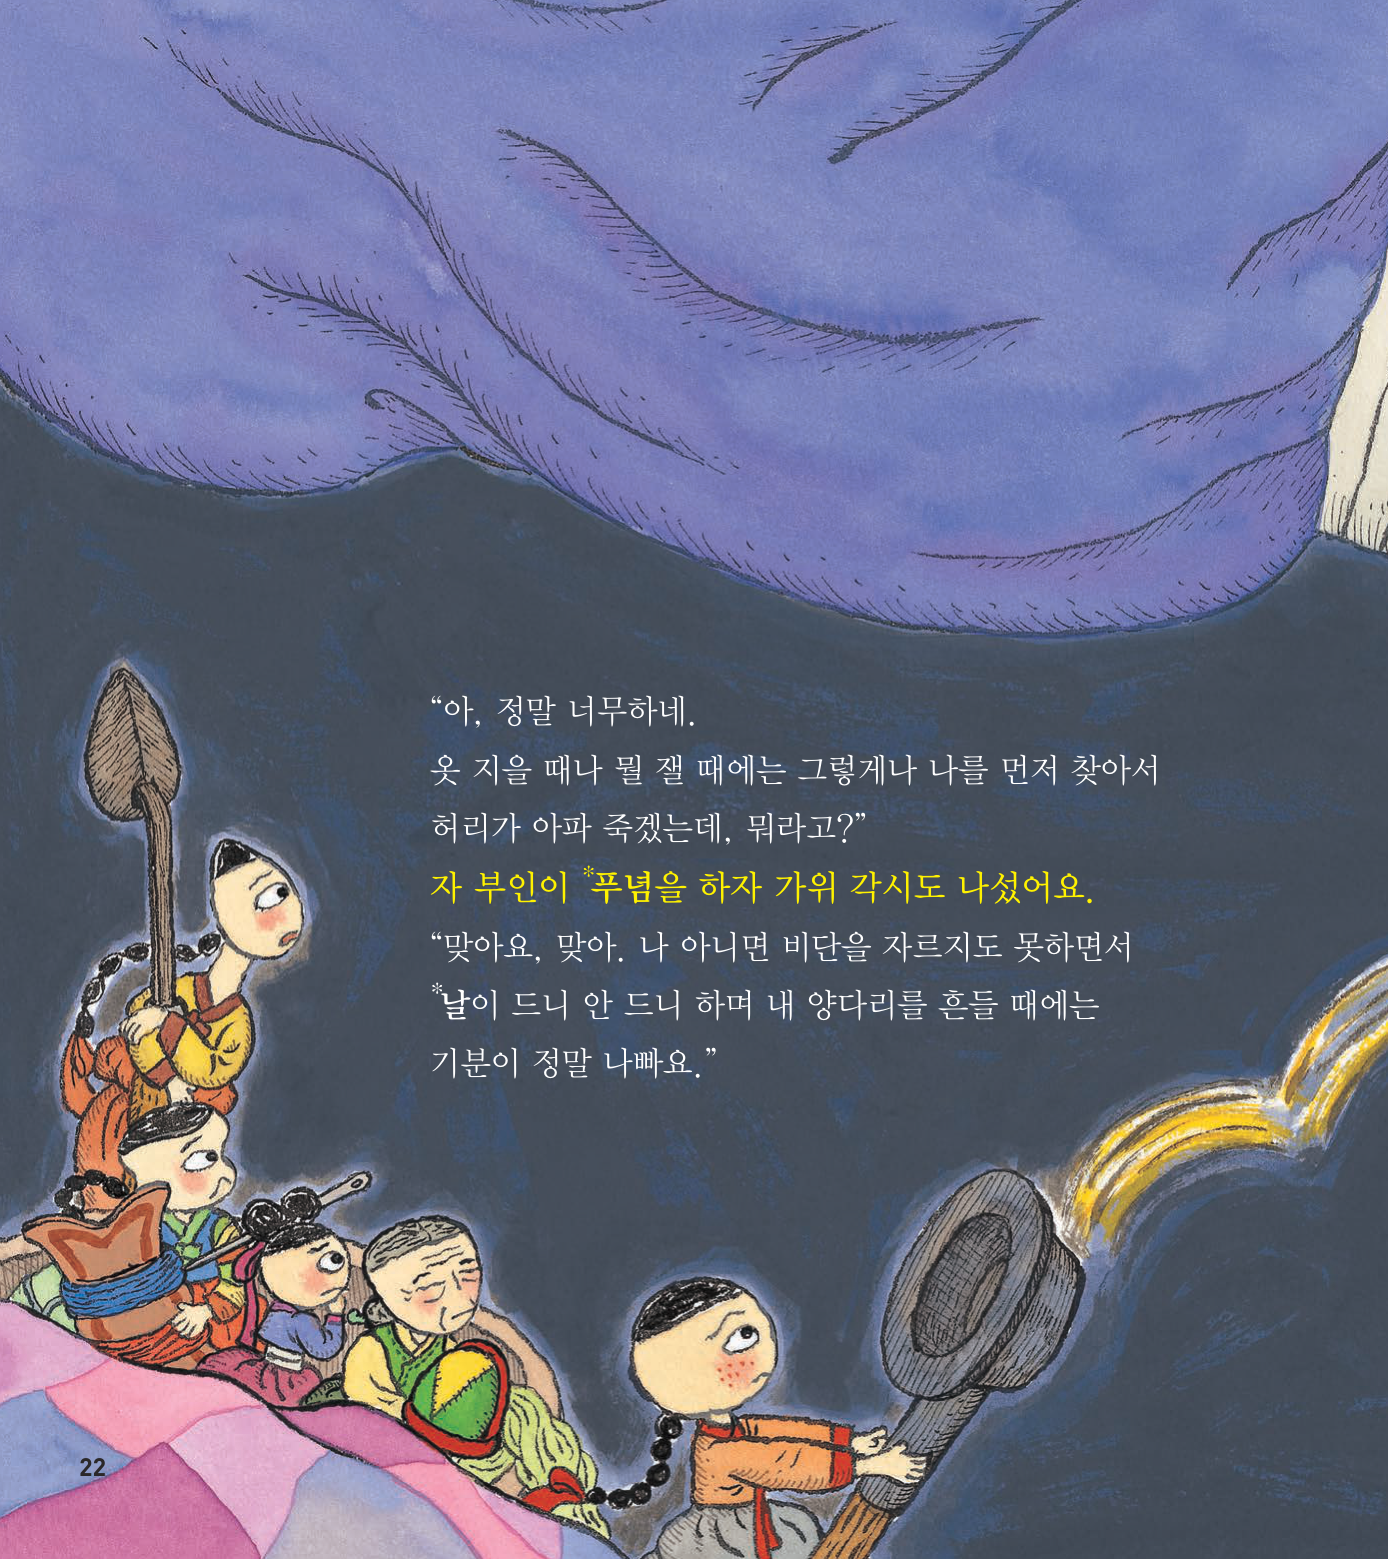 “아, 정말 너무하네.
옷 지을 때나 뭘 잴 때에는 그렇게나 나를 먼저 찾아서
허리가 아파 죽겠는데, 뭐라고?”
자 부인이 *푸념을 하자 가위 각시도 나섰어요.
“맞아요, 맞아. 나 아니면 비단을 자르지도 못하면서
*날이 드니 안 드니 하며 내 양다리를 흔들 때에는
기분이 정말 나빠요.”
22